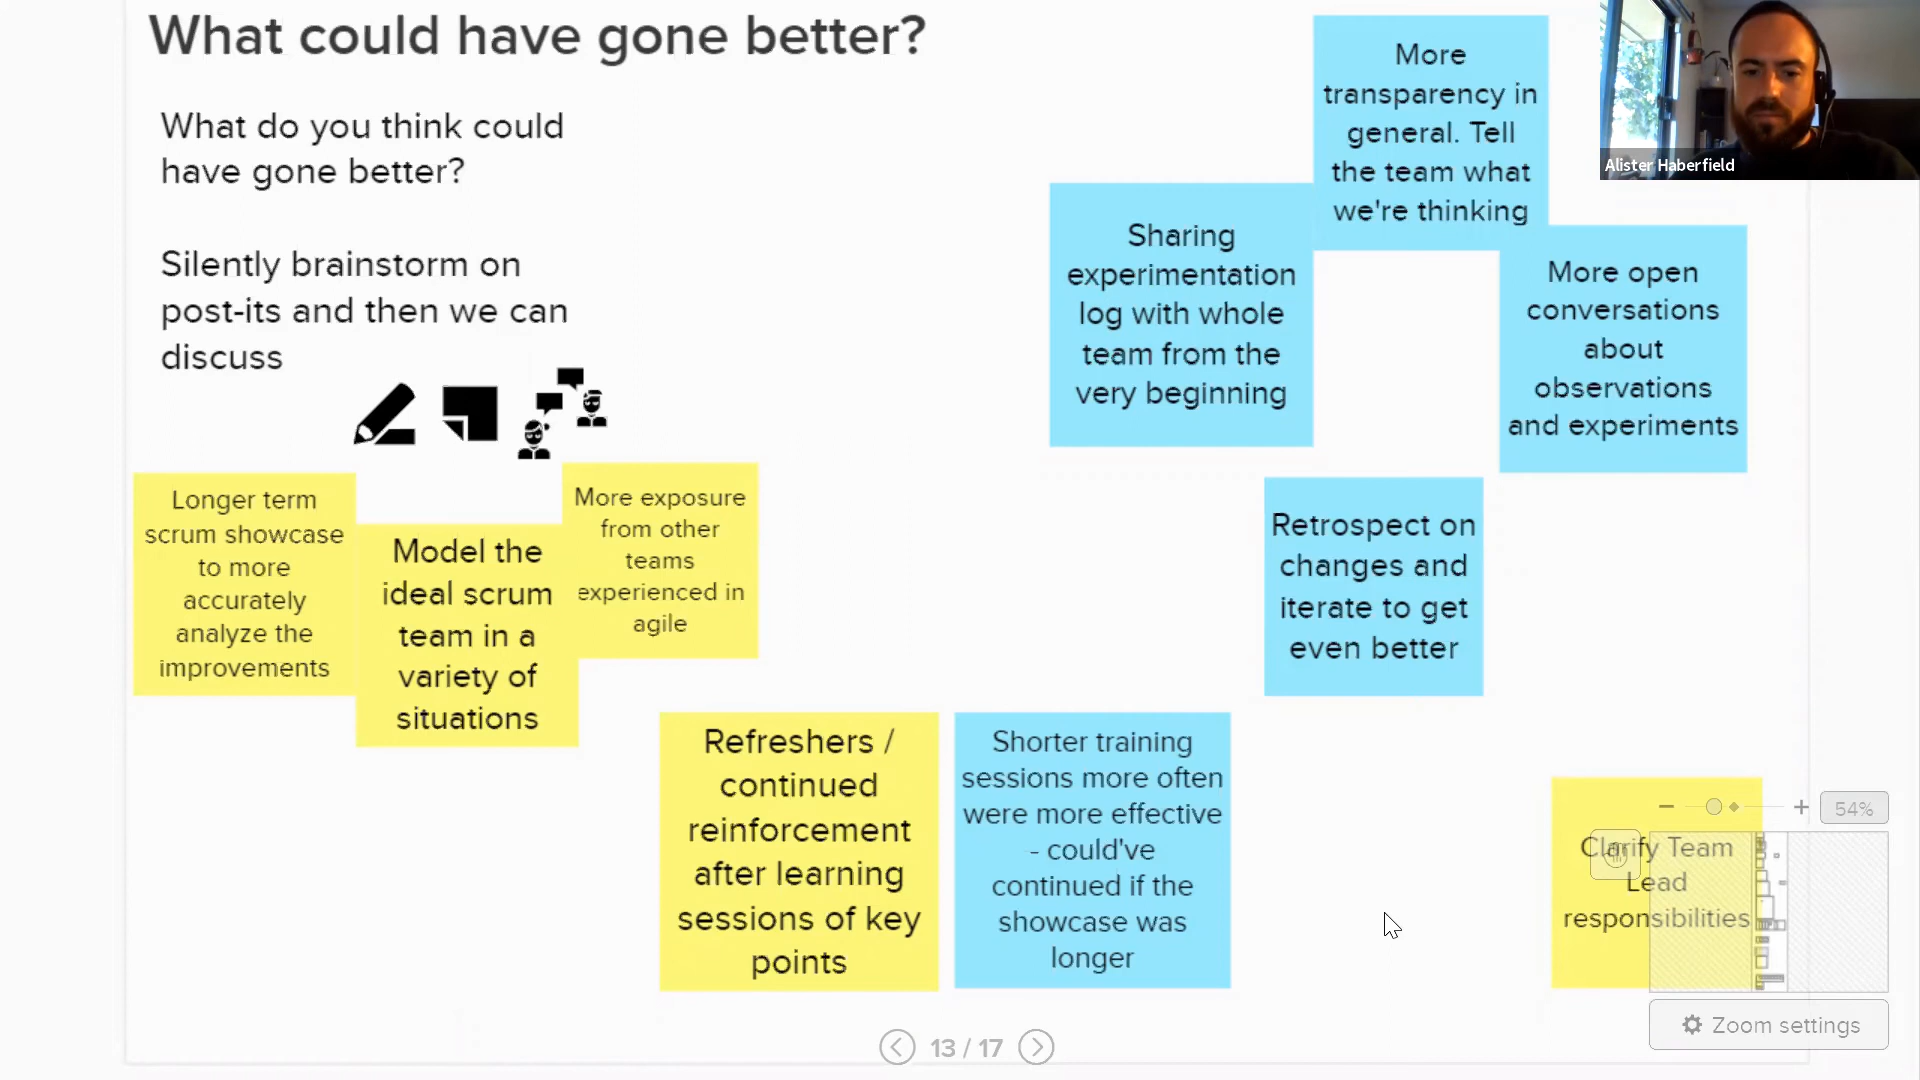 What could have gone better?
What do you think could
have gone better?
Silently brainstorm on
post-its and then we can
discuss
More
transparency in
general. Tell
the team what
we're thinking
Alister Haberfield
Sharing
experimentation
log with whole
team from the
very beginning
More open
conversations
about
observations
and experiments
Longer term
scrum showcase
to more
accurately
analyze the
improvements
Model the
ideal scrum
team in a
variety of
situations
More exposure
from other
teams
experienced in
agile
Retrospect on
changes and
iterate to get
even better
Refreshers /
continued
reinforcement
after learning
sessions of key
points
Shorter training
sessions more often
were more effective
- could've
continued if the
showcase was
longer
Clarify Team
Lead
responsibilities
54%
Zoom settings
13 / 17